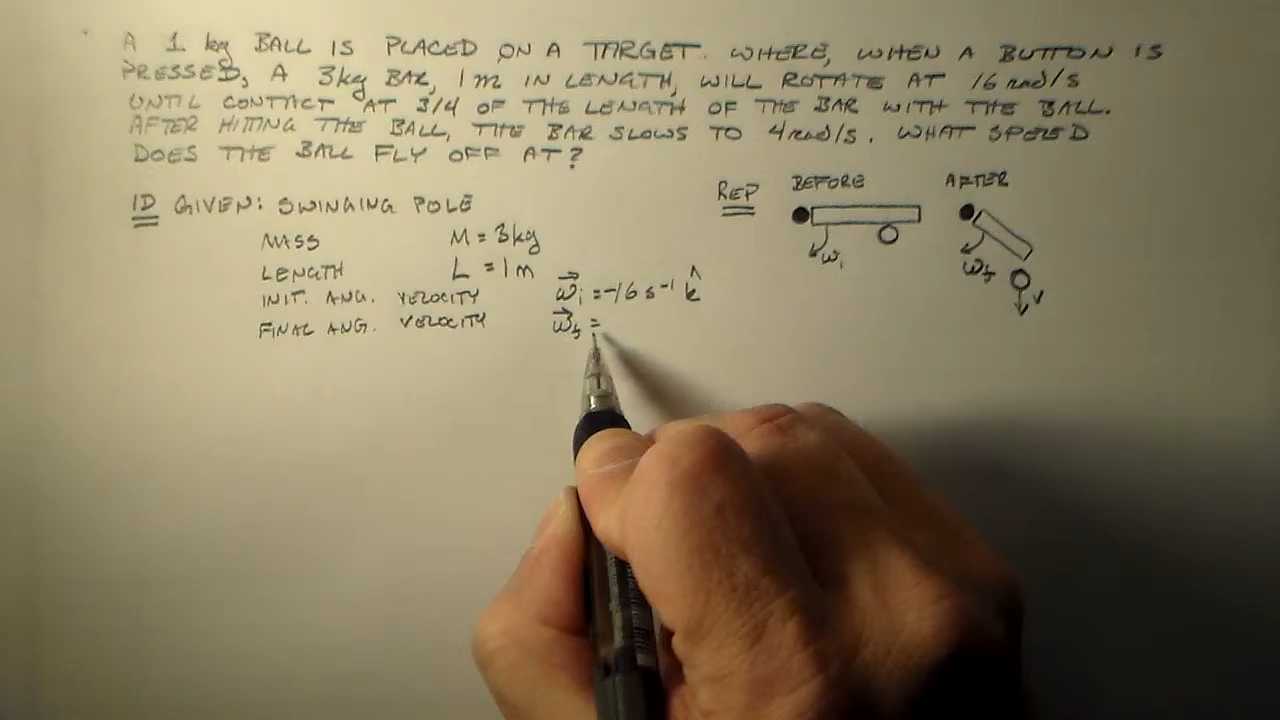 A 1 kg BALL IS PLACED ON A TARGET. WHERE, WHEN A BUTTON IS
PRESSED, A 3kg BAR, 1m IN LENGTH, WILL ROTATE AT 16 rad/s
UNTIL CONTACT AT 3/4 OF THE LENGTH OF THE BAR WITH THE BALL.
AFTER HITTING THE BALL, THE BAR SLOWS TO 4 rad/s. WHAT SPEED
DOES THE BALL FLY OFF AT?
ID GIVEN: SWINGING POLE
MASS M = 3kg
LENGTH L = 1m
INIT. ANG. VELOCITY ω⃗i = -16 s⁻¹ k̂
FINAL ANG. VELOCITY ω⃗f =
REP BEFORE AFTER
ωi ωf v